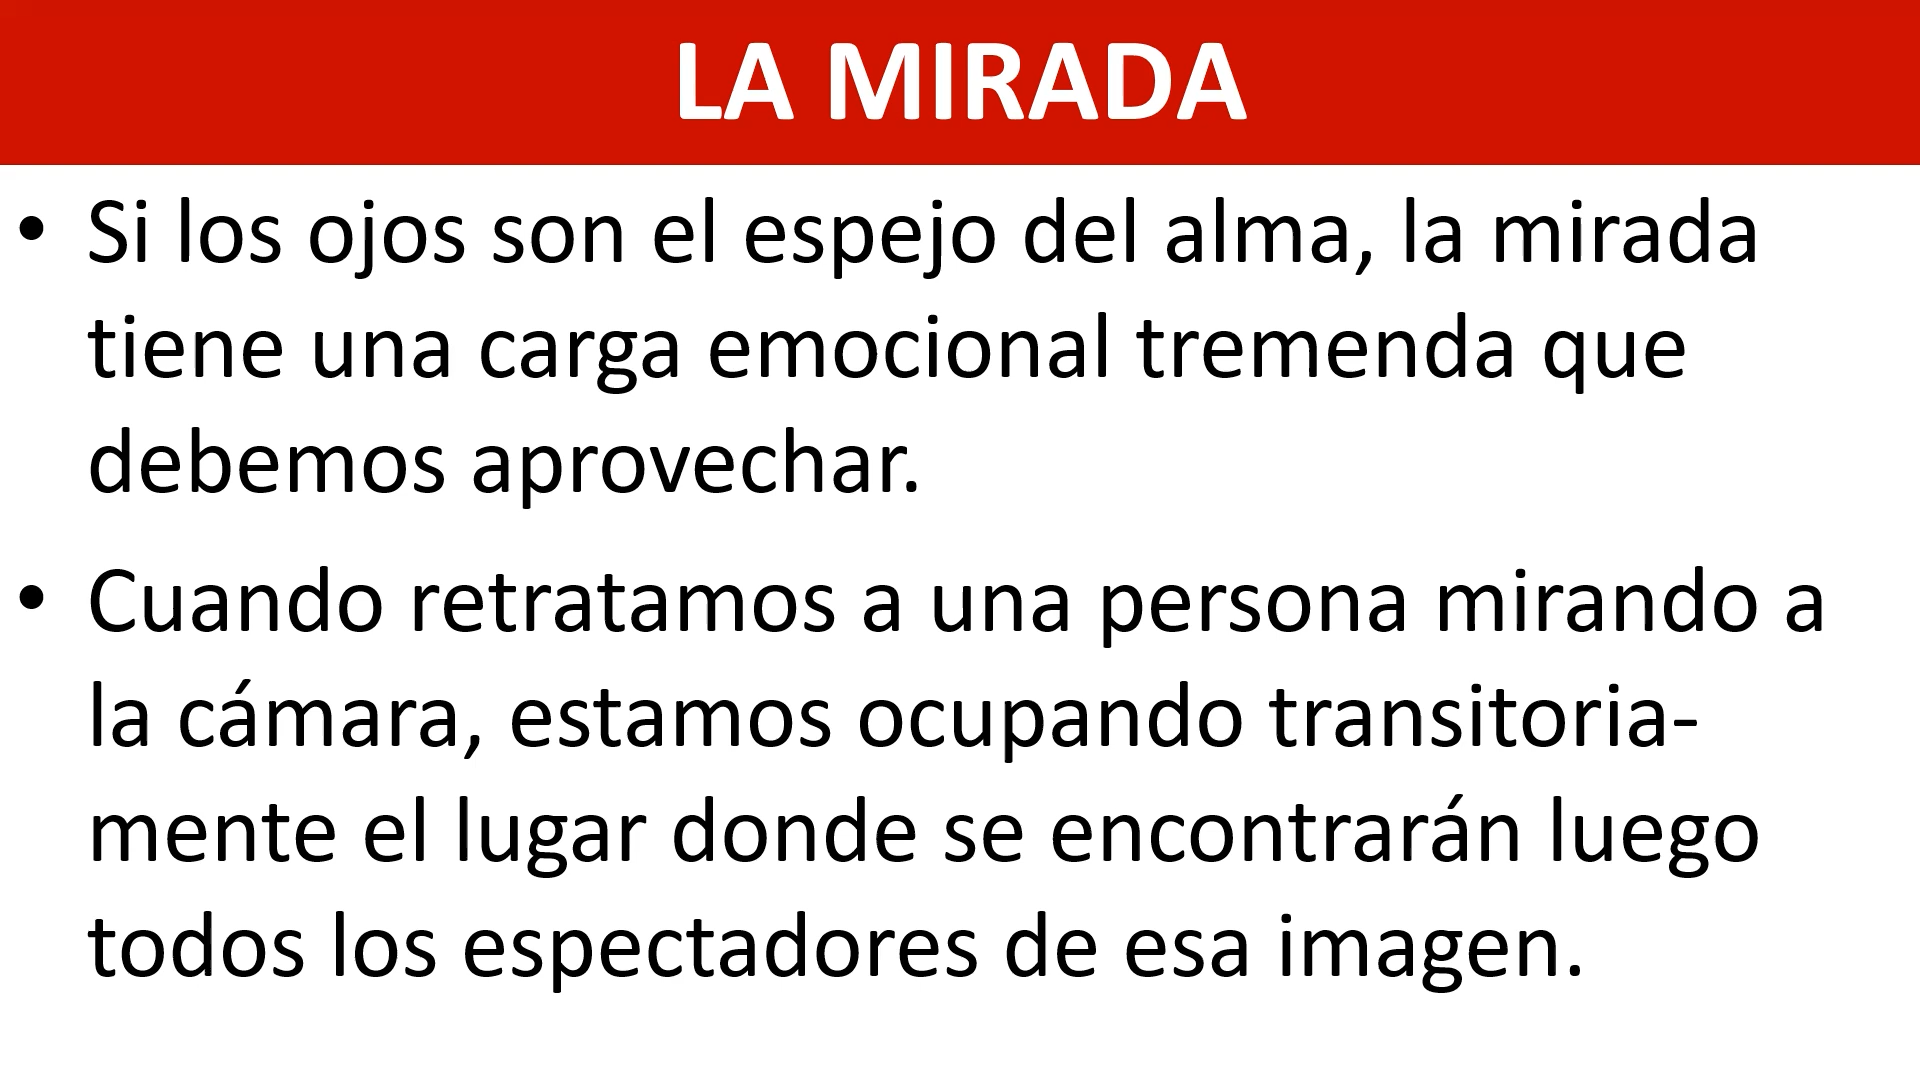 LA MIRADA
• Si los ojos son el espejo del alma, la mirada
tiene una carga emocional tremenda que
debemos aprovechar.
• Cuando retratamos a una persona mirando a
la cámara, estamos ocupando transitoria-
mente el lugar donde se encontrarán luego
todos los espectadores de esa imagen.